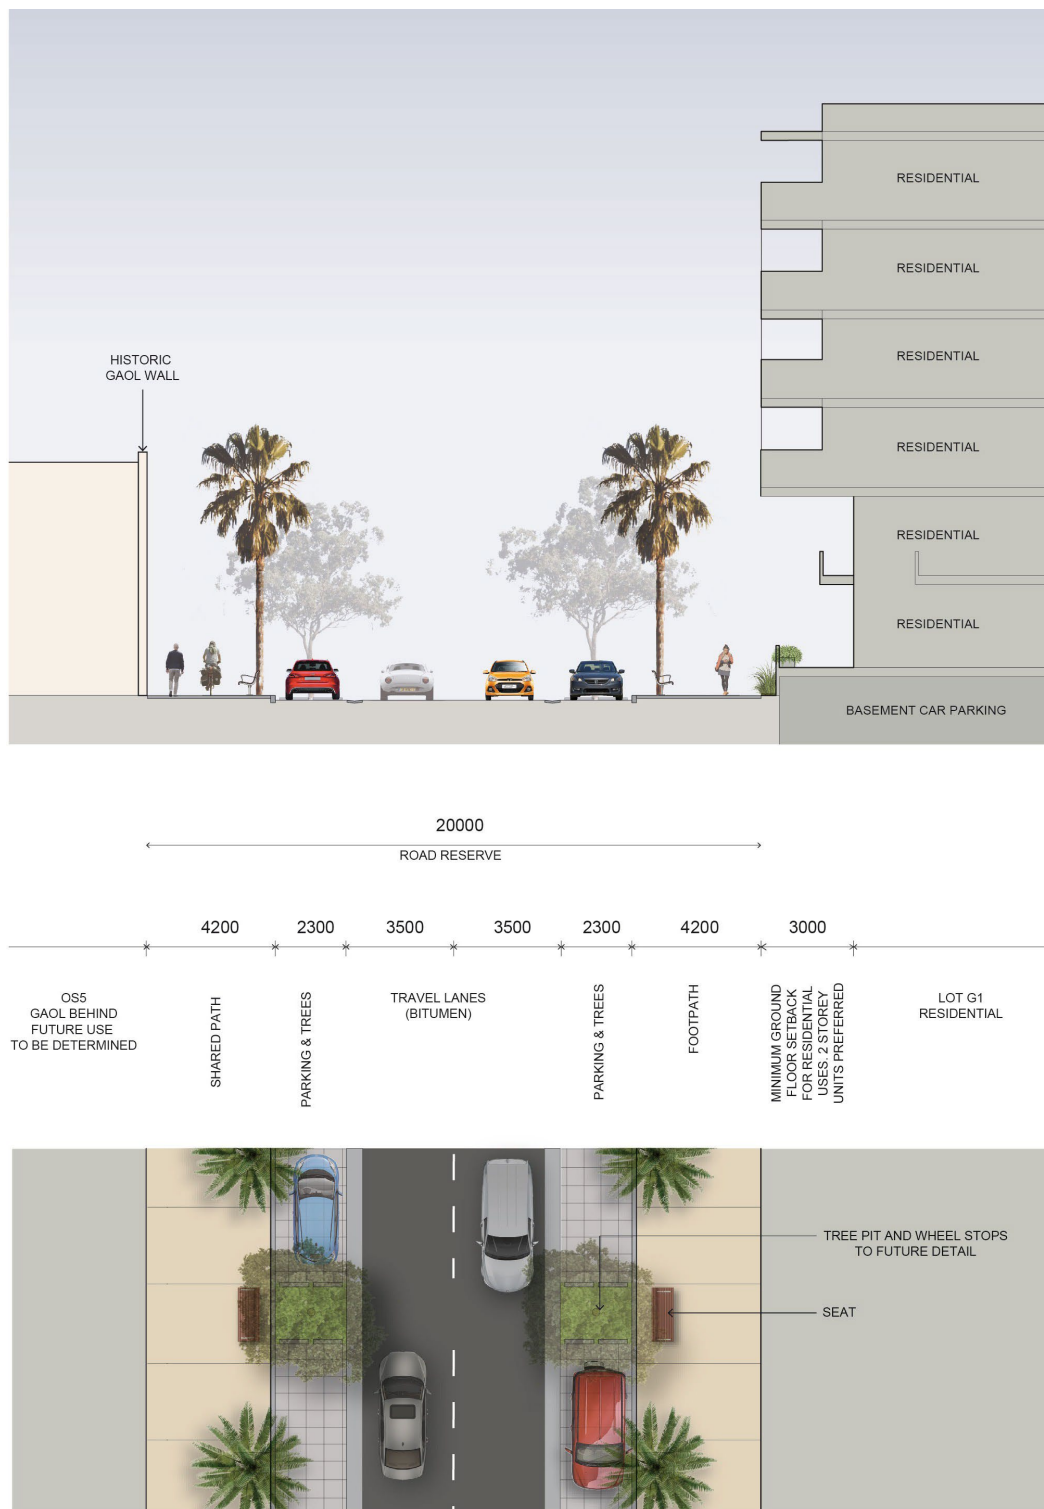 RESIDENTIAL
RESIDENTIAL
RESIDENTIAL
HISTORIC
GAOL WALL
RESIDENTIAL
RESIDENTIAL
RESIDENTIAL
BASEMENT CAR PARKING
20000
ROAD RESERVE
4200
2300
3500
3500
2300
4200
3000
OS5
GAOL BEHIND
FUTURE USE
TO BE DETERMINED
SHARED PATH
PARKING & TREES
TRAVEL LANES
(BITUMEN)
PARKING & TREES
FOOTPATH
MINIMUM GROUND
FLOOR SETBACK
FOR RESIDENTIAL
USES. 2 STOREY
UNITS PREFERRED
LOT G1
RESIDENTIAL
TREE PIT AND WHEEL STOPS
TO FUTURE DETAIL
SEAT